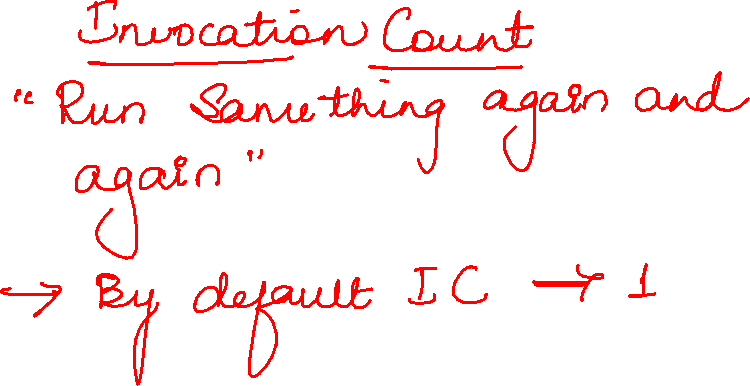 Invocation Count
"Run Same thing again and
again"
→ By default IC → 1